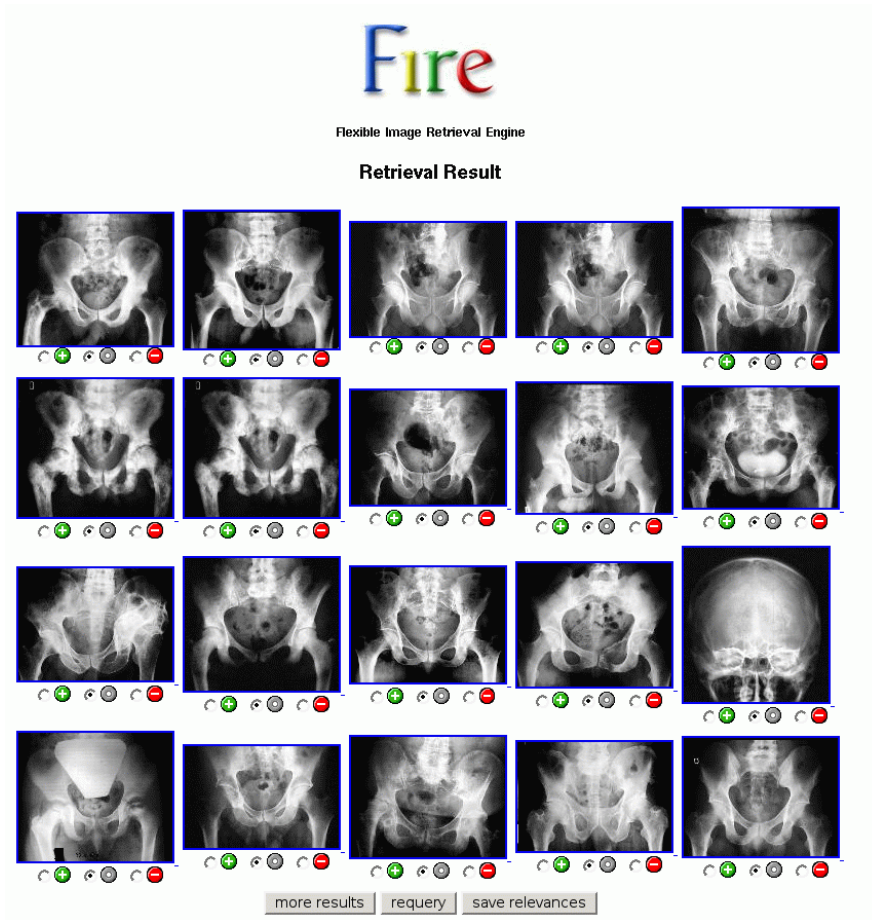 Fire
Flexible Image Retrieval Engine
Retrieval Result
more results requery save relevances